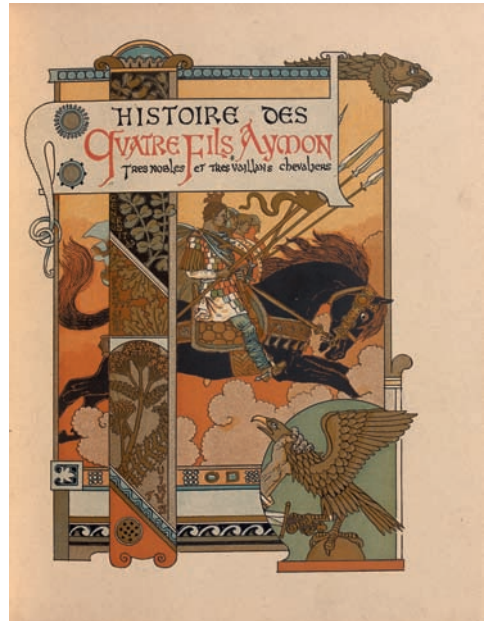 HISTOIRE DES
QVATRE FILS AYMON
TRES NOBLES ET TRES VAILLANS CHEVALIERS